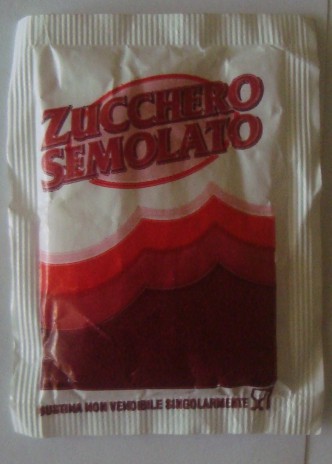 ZUCCHERO
SEMOLATO
BUSTINA NON VENDIBILE SINGOLARMENTE